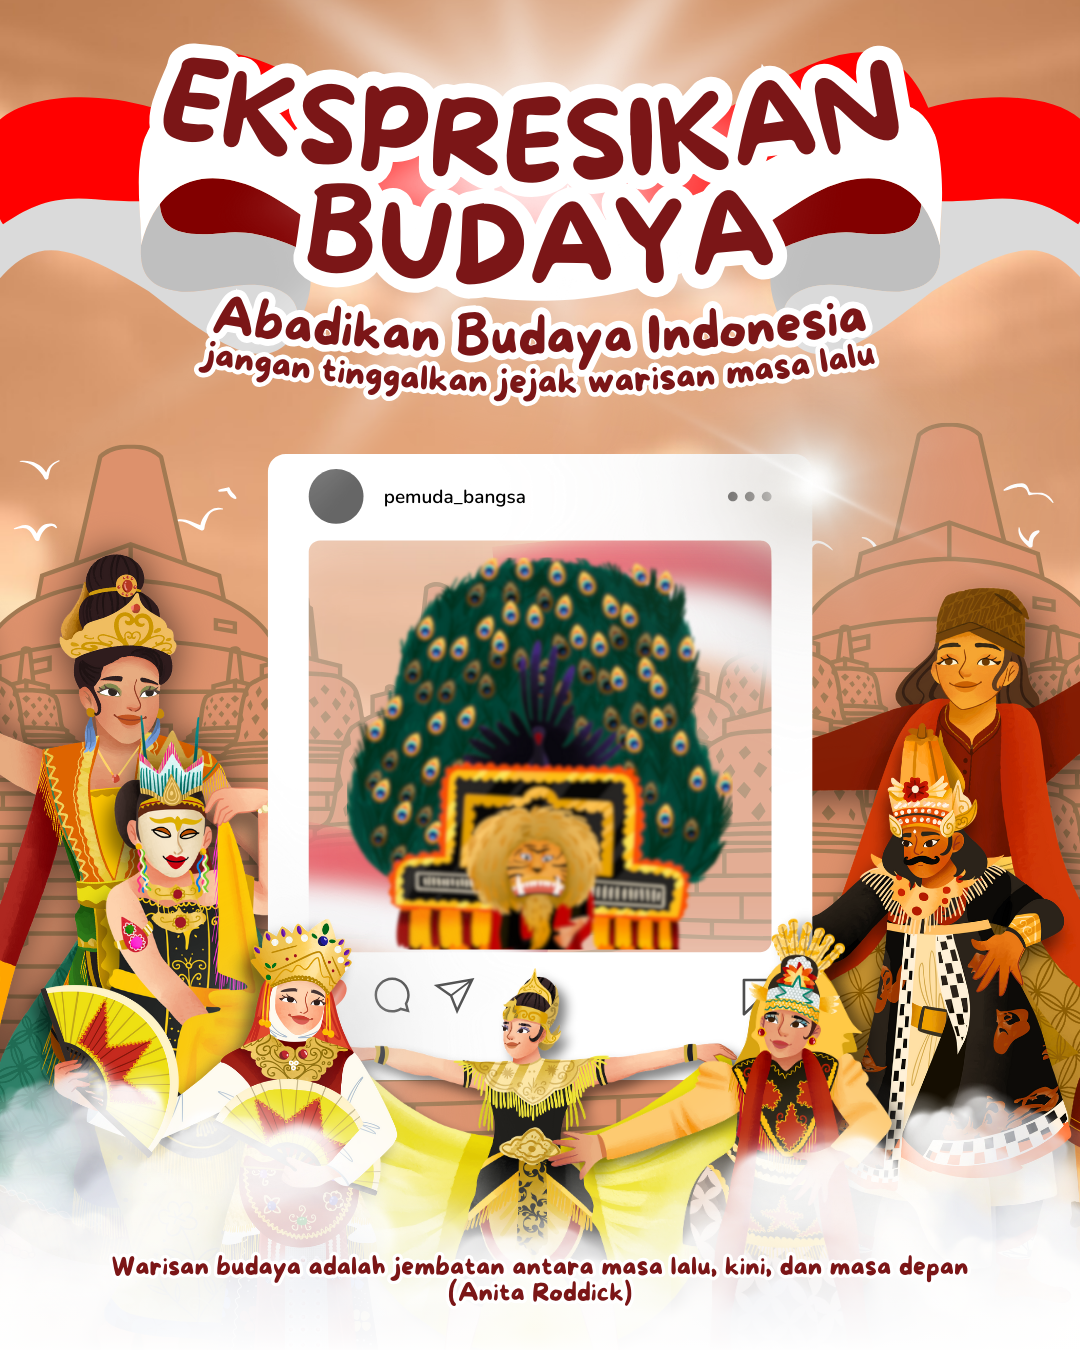 EKSPRESIKAN
BUDAYA
Abadikan Budaya Indonesia
jangan tinggalkan jejak warisan masa lalu
pemuda_bangsa
Warisan budaya adalah jembatan antara masa lalu, kini, dan masa depan
(Anita Roddick)